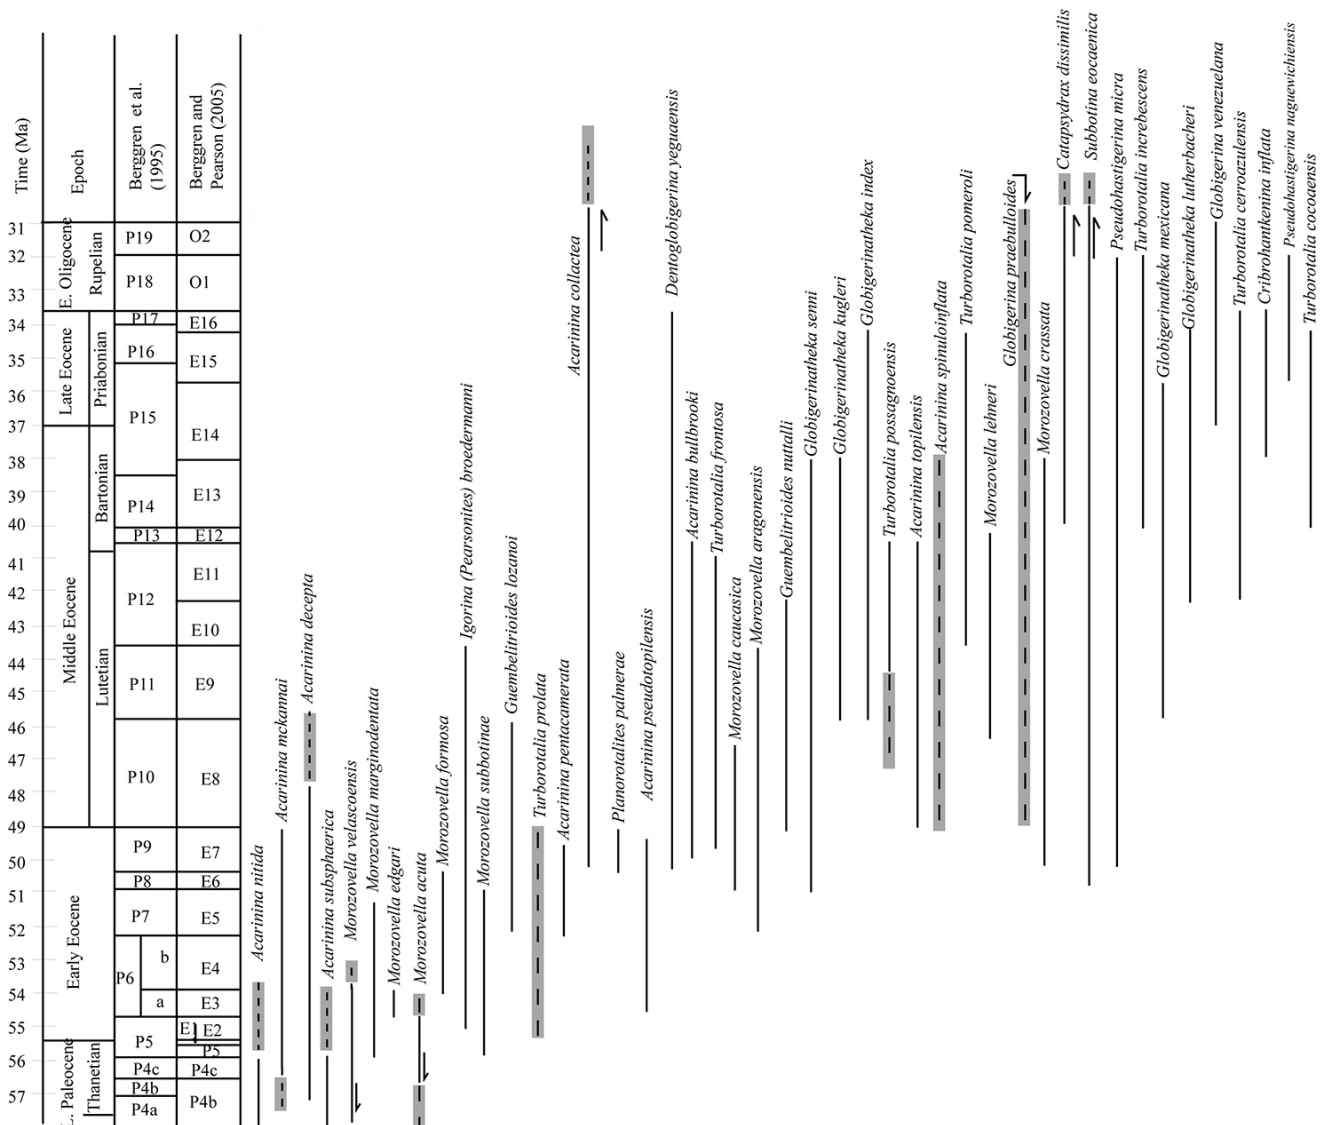 Time (Ma)
Epoch
Berggren et al.
(1995)
Berggren and
Pearson (2005)
31
32
33
34
35
36
37
38
39
40
41
42
43
44
45
46
47
48
49
50
51
52
53
54
55
56
57
E. Oligocene
Late Eocene
Middle Eocene
Early Eocene
L. Paleocene
Rupelian
Priabonian
Bartonian
Lutetian
Thanetian
P19
P18
P17
P16
P15
P14
P13
P12
P11
P10
P9
P8
P7
P6
b
a
P5
P4c
P4b
P4a
O2
O1
E16
E15
E14
E13
E12
E11
E10
E9
E8
E7
E6
E5
E4
E3
E1
E2
P5
P4c
P4b
Acarinina nitida
Acarinina mckannai
Acarinina decepta
Acarinina subsphaerica
Morozovella velascoensis
Morozovella marginodentata
Morozovella edgari
Morozovella acuta
Morozovella formosa
Igorina (Pearsonites) broedermanni
Morozovella subbotinae
Guembelitrioides lozanoi
Turborotalia prolata
Acarinina pentacamerata
Acarinina collactea
Planorotalites palmerae
Acarinina pseudotopilensis
Dentoglobigerina yeguaensis
Acarinina bullbrooki
Turborotalia frontosa
Morozovella caucasica
Morozovella aragonensis
Guembelitrioides nuttalli
Globigerinatheka senni
Globigerinatheka kugleri
Globigerinatheka index
Turborotalia possagnoensis
Acarinina topilensis
Acarinina spinuloinflata
Turborotalia pomeroli
Morozovella lehneri
Globigerina praebulloides
Morozovella crassata
Catapsydrax dissimilis
Subbotina eocaenica
Pseudohastigerina micra
Turborotalia increbescens
Globigerinatheka mexicana
Globigerinatheka lutherbacheri
Globigerina venezuelana
Turborotalia cerroazulensis
Cribrohantkenina inflata
Pseudohastigerina naguewichiensis
Turborotalia cocoaensis